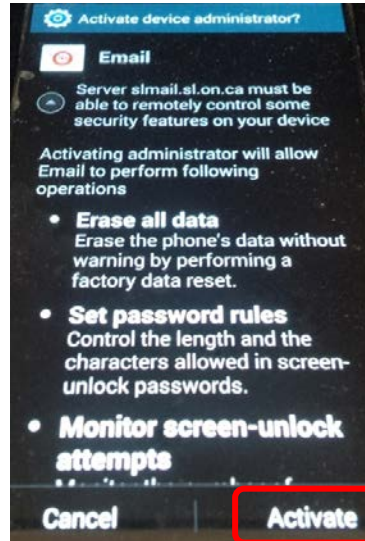 Activate device administrator?
Email
Server slmail.sl.on.ca must be
able to remotely control some
security features on your device
Activating administrator will allow
Email to perform following
operations
• Erase all data
Erase the phone's data without
warning by performing a
factory data reset.
• Set password rules
Control the length and the
characters allowed in screen-
unlock passwords.
• Monitor screen-unlock
attempts
Cancel
Activate